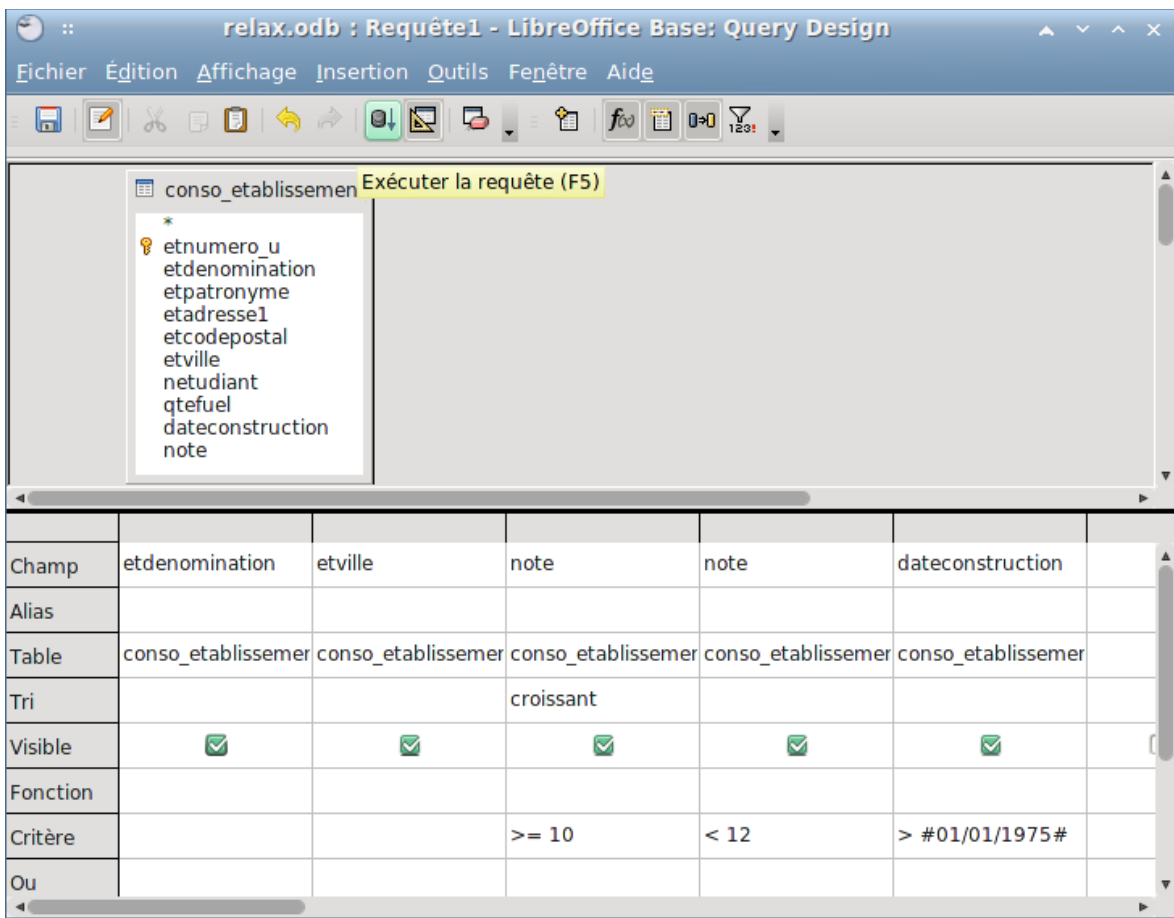 relax.odb : Requête1 - LibreOffice Base: Query Design
Fichier Édition Affichage Insertion Outils Fenêtre Aide
f(x) 123!
Exécuter la requête (F5)
conso_etablissemen
*
etnumero_u
etdenomination
etpatronyme
etadresse1
etcodepostal
etville
netudiant
qtefuel
dateconstruction
note
Champ etdenomination etville note note dateconstruction
Alias
Table conso_etablissemer conso_etablissemer conso_etablissemer conso_etablissemer conso_etablissemer
Tri croissant
Visible
Fonction
Critère >= 10 < 12 > #01/01/1975#
Ou